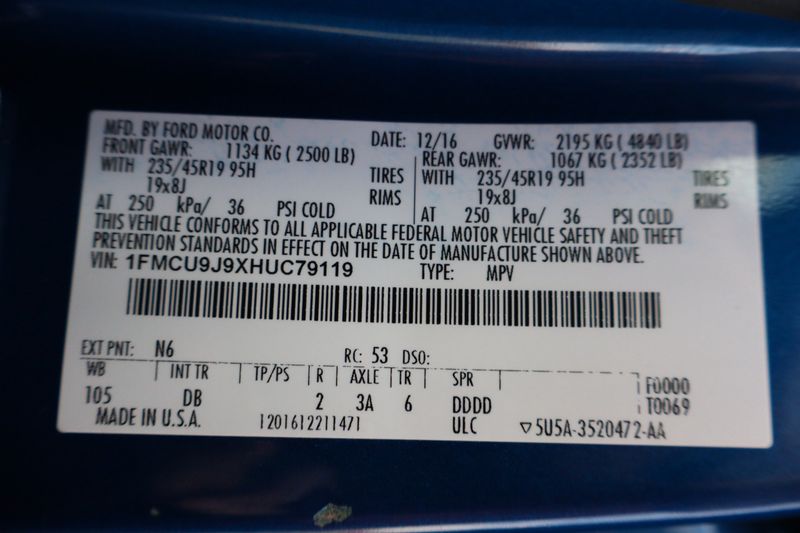 MFD. BY FORD MOTOR CO. DATE: 12/16 GVWR: 2195 KG ( 4840 LB)
FRONT GAWR: 1134 KG ( 2500 LB) REAR GAWR: 1067 KG ( 2352 LB)
WITH 235/45R19 95H TIRES WITH 235/45R19 95H TIRES
19x8J RIMS 19x8J RIMS
AT 250 kPa/ 36 PSI COLD AT 250 kPa/ 36 PSI COLD
THIS VEHICLE CONFORMS TO ALL APPLICABLE FEDERAL MOTOR VEHICLE SAFETY AND THEFT
PREVENTION STANDARDS IN EFFECT ON THE DATE OF MANUFACTURE SHOWN ABOVE.
VIN: 1FMCU9J9XHUC79119 TYPE: MPV
EXT PNT: N6 RC: 53 DSO:
WB INT TR TP/PS R AXLE TR SPR F0000
105 DB 2 3A 6 DDDD T0069
MADE IN U.S.A. 1201612211471 ULC ▽5U5A-3520472-AA